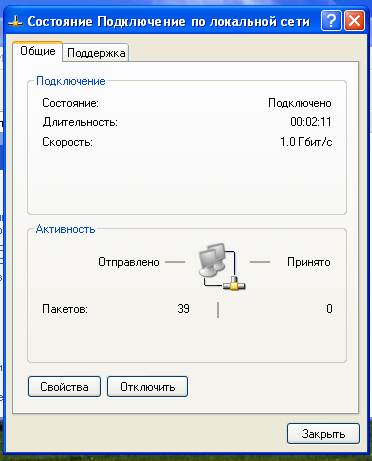 Состояние Подключение по локальной сети
Общие Поддержка
Подключение
Состояние: Подключено
Длительность: 00:02:11
Скорость: 1.0 Гбит/с
Активность
Отправлено — Принято
Пакетов: 39 0
Свойства Отключить
Закрыть